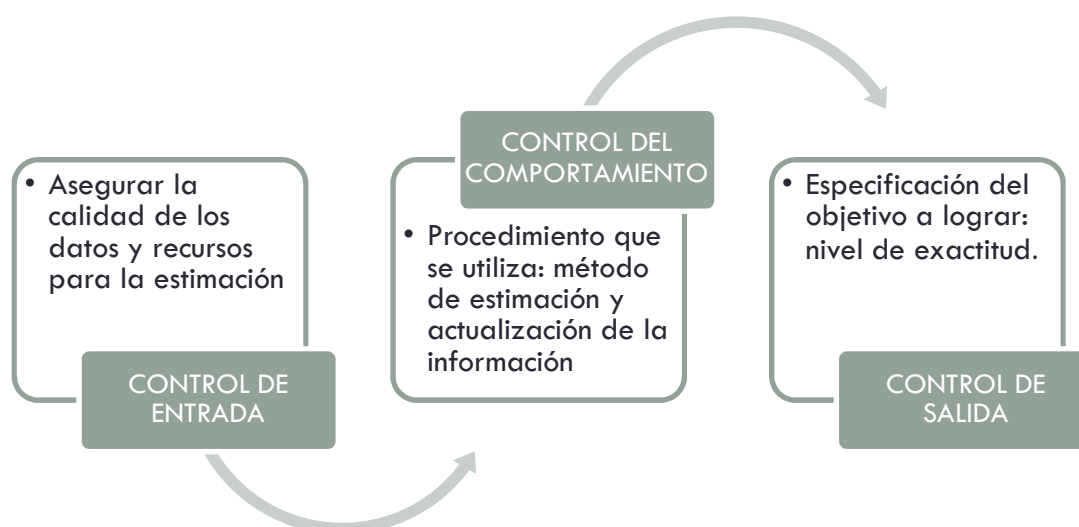 • Asegurar la
calidad de los
datos y recursos
para la estimación
CONTROL DE
ENTRADA
CONTROL DEL
COMPORTAMIENTO
• Procedimiento que
se utiliza: método
de estimación y
actualización de la
información
• Especificación del
objetivo a lograr:
nivel de exactitud.
CONTROL DE
SALIDA